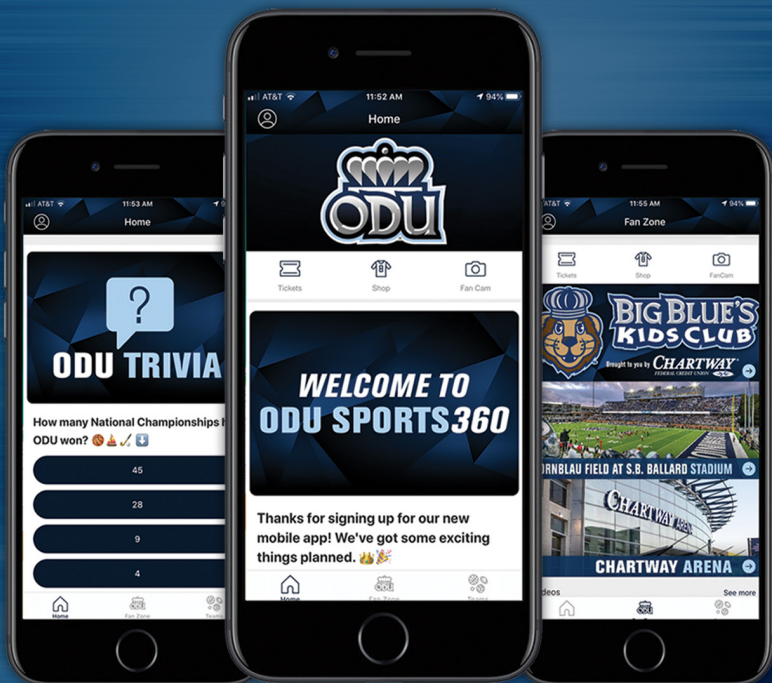 AT&T 11:53 AM
Home
?
ODU TRIVIA
How many National Championships
ODU won?
45
28
9
4
Home
Fan Zone
Teams
AT&T 11:52 AM 94%
Home
ODU
Tickets
Shop
Fan Cam
WELCOME TO
ODU SPORTS360
Thanks for signing up for our new
mobile app! We've got some exciting
things planned.
Home
Fan Zone
Teams
AT&T 11:55 AM 94%
Fan Zone
Tickets
Shop
FanCam
BIG BLUE'S
KIDS CLUB
Brought to you by CHARTWAY
FEDERAL CREDIT UNION
RNBLAU FIELD AT S.B. BALLARD STADIUM
CHARTWAY ARENA
CHARTWAY ARENA
deos
See more